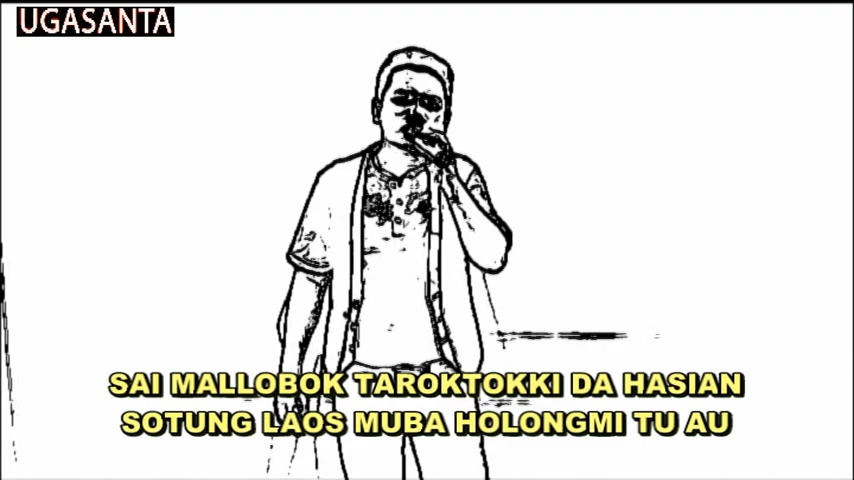 UGASANTA
SAI MALLOBOK TAROKTOKKI DA HASIAN
SOTUNG LAOS MUBA HOLONGMI TU AU